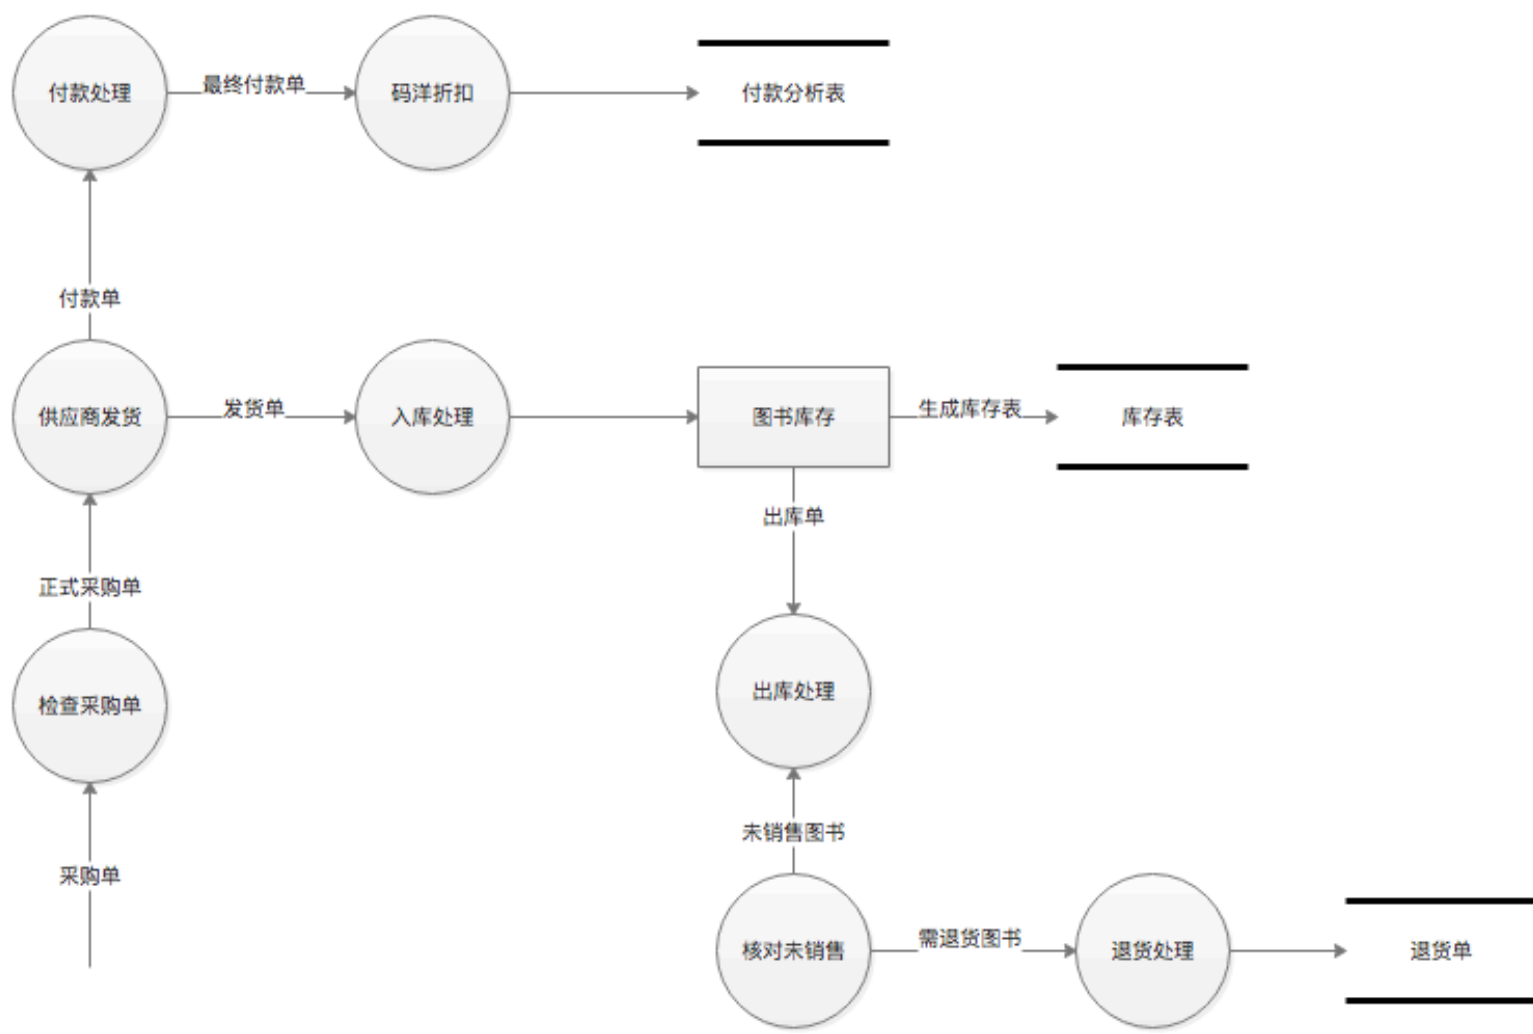 付款处理
最终付款单
码洋折扣
付款分析表
付款单
供应商发货
发货单
入库处理
图书库存
生成库存表
库存表
出库单
正式采购单
检查采购单
出库处理
未销售图书
采购单
核对未销售
需退货图书
退货处理
退货单